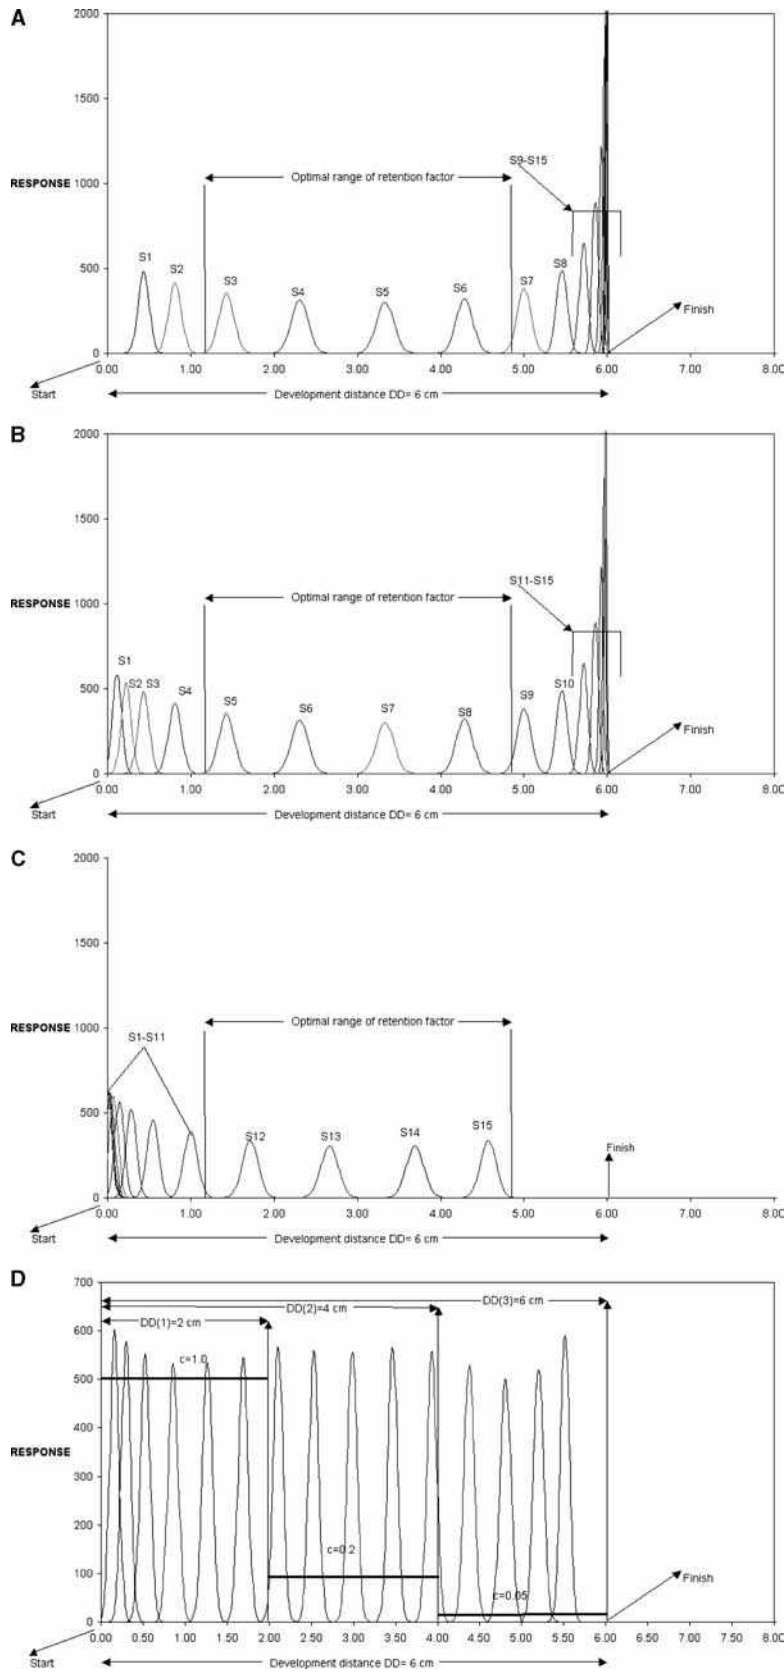 A
2000
1500
S9-S15
Optimal range of retention factor
RESPONSE 1000
S1 S2 S3 S4 S5 S6 S7 S8
500
Finish
0
0.00 1.00 2.00 3.00 4.00 5.00 6.00 7.00 8.00
Start
Development distance DD= 6 cm
B
2000
1500
S11-S15
Optimal range of retention factor
RESPONSE 1000
S1 S2 S3 S4 S5 S6 S7 S8 S9 S10
500
Finish
0
0.00 1.00 2.00 3.00 4.00 5.00 6.00 7.00 8.00
Start
Development distance DD= 6 cm
C
2000
1500
Optimal range of retention factor
RESPONSE 1000
S1-S11
S12 S13 S14 S15
500
Finish
0
0.00 1.00 2.00 3.00 4.00 5.00 6.00 7.00 8.00
Start
Development distance DD= 6 cm
D
700
DD(3)=6 cm
DD(2)=4 cm
DD(1)=2 cm
600
c=1.0
500
400
RESPONSE
300
200
c=0.2
100
c=0.05
Finish
0
0.00 0.50 1.00 1.50 2.00 2.50 3.00 3.50 4.00 4.50 5.00 5.50 6.00 6.50 7.00 7.50 8.00
Start
Development distance DD= 6 cm